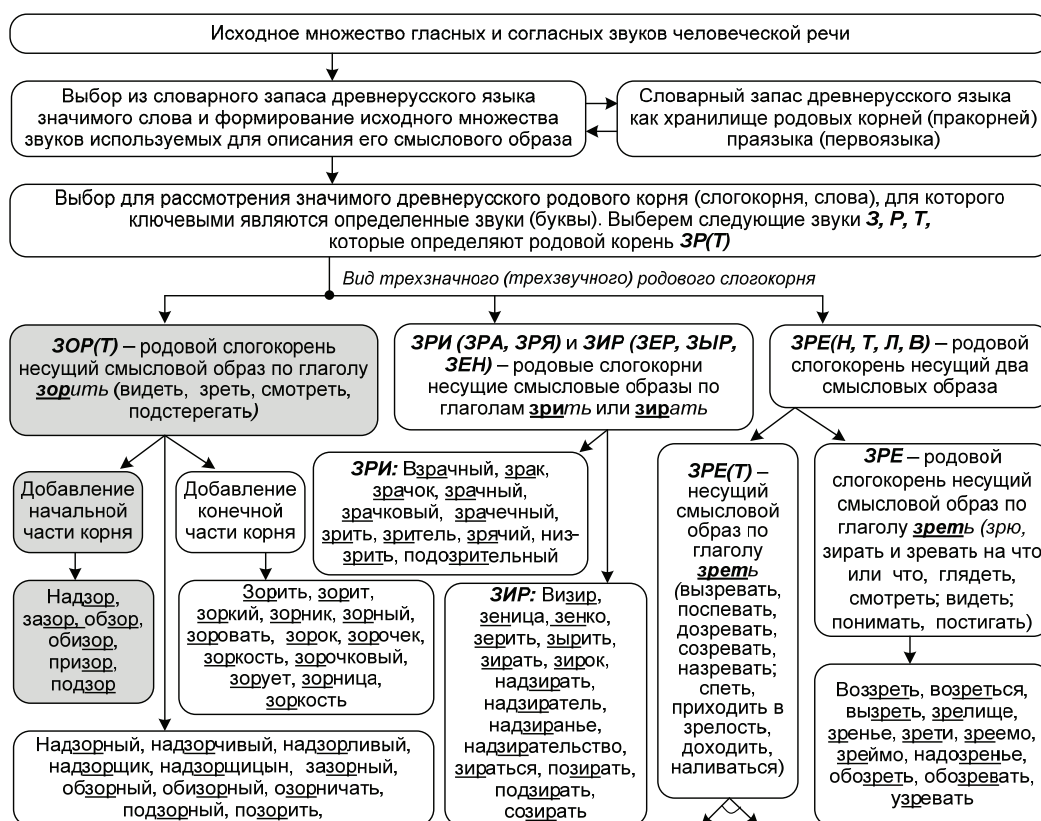 Исходное множество гласных и согласных звуков человеческой речи
Выбор из словарного запаса древнерусского языка
значимого слова и формирование исходного множества
звуков используемых для описания его смыслового образа
Словарный запас древнерусского языка
как хранилище родовых корней (пракорней)
праязыка (первоязыка)
Выбор для рассмотрения значимого древнерусского родового корня (слогокорня, слова), для которого
ключевыми являются определенные звуки (буквы). Выберем следующие звуки З, Р, Т,
которые определяют родовой корень ЗР(Т)
Вид трехзначного (трехзвучного) родового слогокорня
ЗОР(Т) – родовой слогокорень
несущий смысловой образ по глаголу
зорить (видеть, зреть, смотреть,
подстерегать)
ЗРИ (ЗРА, ЗРЯ) и ЗИР (ЗЕР, ЗЫР,
ЗЕН) – родовые слогокорни
несущие смысловые образы по
глаголам зрить или зирать
ЗРЕ(Н, Т, Л, В) – родовой
слогокорень несущий два
смысловых образа
Добавление
начальной
части корня
Добавление
конечной
части корня
ЗРИ: Взрачный, зрак,
зрачок, зрачный,
зрачковый, зрачечный,
зрить, зритель, зрячий, низ-
зрить, подозрительный
ЗРЕ(Т) –
несущий
смысловой
образ по
глаголу
зреть
(вызревать,
поспевать,
дозревать,
созревать,
назревать;
спеть,
приходить в
зрелость,
доходить,
наливаться)
ЗРЕ – родовой
слогокорень несущий
смысловой образ по
глаголу зреть (зрю,
зирать и зревать на что
или что, глядеть,
смотреть; видеть;
понимать, постигать)
Надзор,
зазор, обзор,
обизор,
призор,
подзор
Зорить, зорит,
зоркий, зорник, зорный,
зоровать, зорок, зорочек,
зоркость, зорочковый,
зорует, зорница,
зоркость
ЗИР: Визир,
зеница, зенко,
зерить, зырить,
зирать, зирок,
надзирать,
надзиратель,
надзиранье,
надзирательство,
зираться, позирать,
подзирать,
созирать
Воззреть, возреться,
вызреть, зрелище,
зренье, зрети, зреемо,
зреймо, надозренье,
обозреть, обозревать,
узревать
Надзорный, надзорчивый, надзорливый,
надзорщик, надзорщицын, зазорный,
обзорный, обизорный, озорничать,
подзорный, позорить,